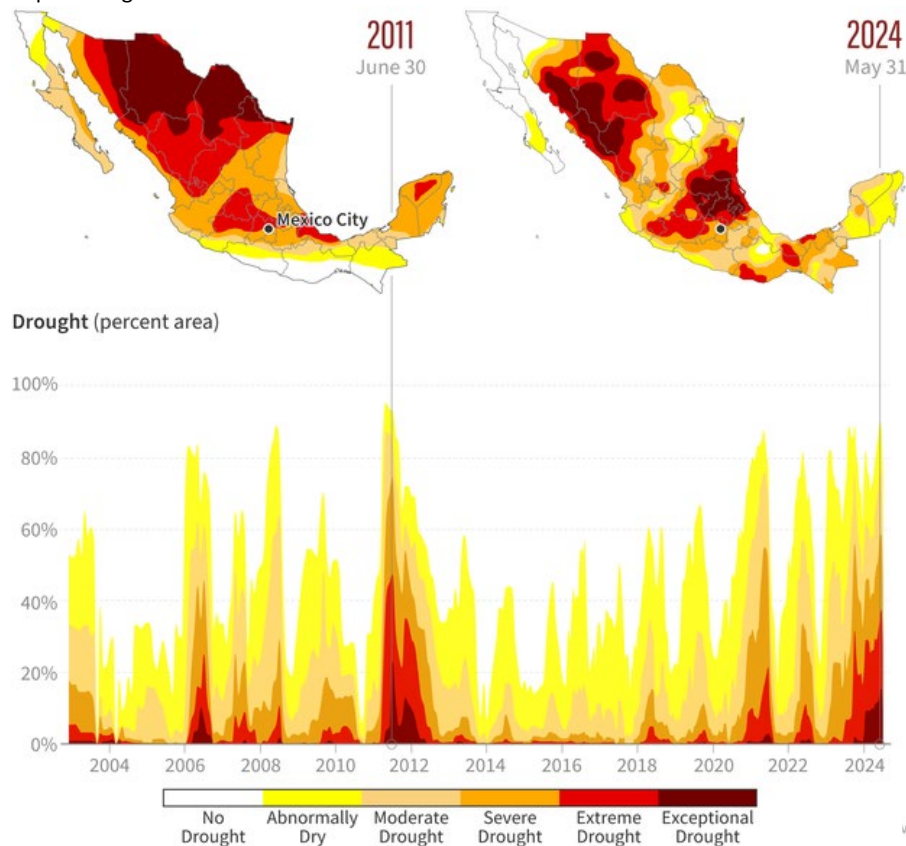 2011
June 30
2024
May 31
Mexico City
Drought (percent area)
100%
80%
60%
40%
20%
0%
2004
2006
2008
2010
2012
2014
2016
2018
2020
2022
2024
No Drought
Abnormally Dry
Moderate Drought
Severe Drought
Extreme Drought
Exceptional Drought